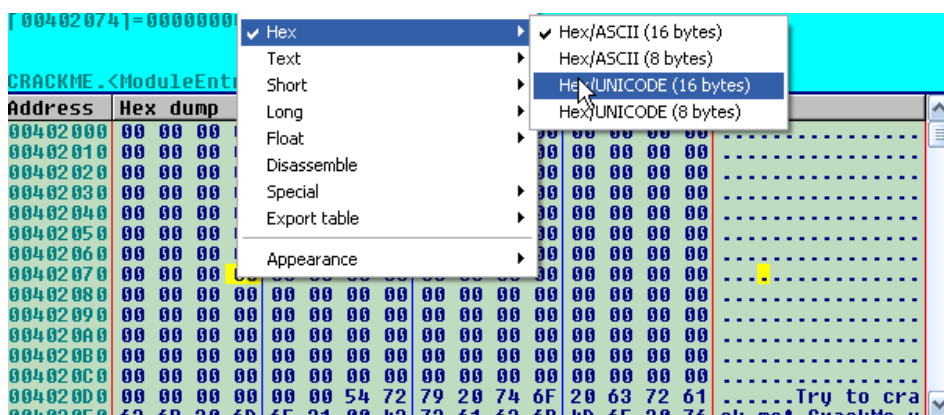 [00402074]=0000000
CRACKME.<ModuleEnt
Hex
Text
Short
Long
Float
Disassemble
Special
Export table
Appearance
Hex/ASCII (16 bytes)
Hex/ASCII (8 bytes)
Hex/UNICODE (16 bytes)
Hex/UNICODE (8 bytes)
Address Hex dump
00402000 00 00 00 00 00 00 00 ................
00402010 00 00 00 00 00 00 00 ................
00402020 00 00 00 00 00 00 00 ................
00402030 00 00 00 00 00 00 00 ................
00402040 00 00 00 00 00 00 00 ................
00402050 00 00 00 00 00 00 00 ................
00402060 00 00 00 00 00 00 00 ................
00402070 00 00 00 00 00 00 00 00 ................
00402080 00 00 00 00 00 00 00 00 00 00 00 00 00 00 00 00 ................
00402090 00 00 00 00 00 00 00 00 00 00 00 00 00 00 00 00 ................
004020A0 00 00 00 00 00 00 00 00 00 00 00 00 00 00 00 00 ................
004020B0 00 00 00 00 00 00 00 00 00 00 00 00 00 00 00 00 ................
004020C0 00 00 00 00 00 00 00 00 00 00 00 00 00 00 00 00 ................
004020D0 00 00 00 00 00 00 54 72 79 20 74 6F 20 63 72 61 ......Try to cra